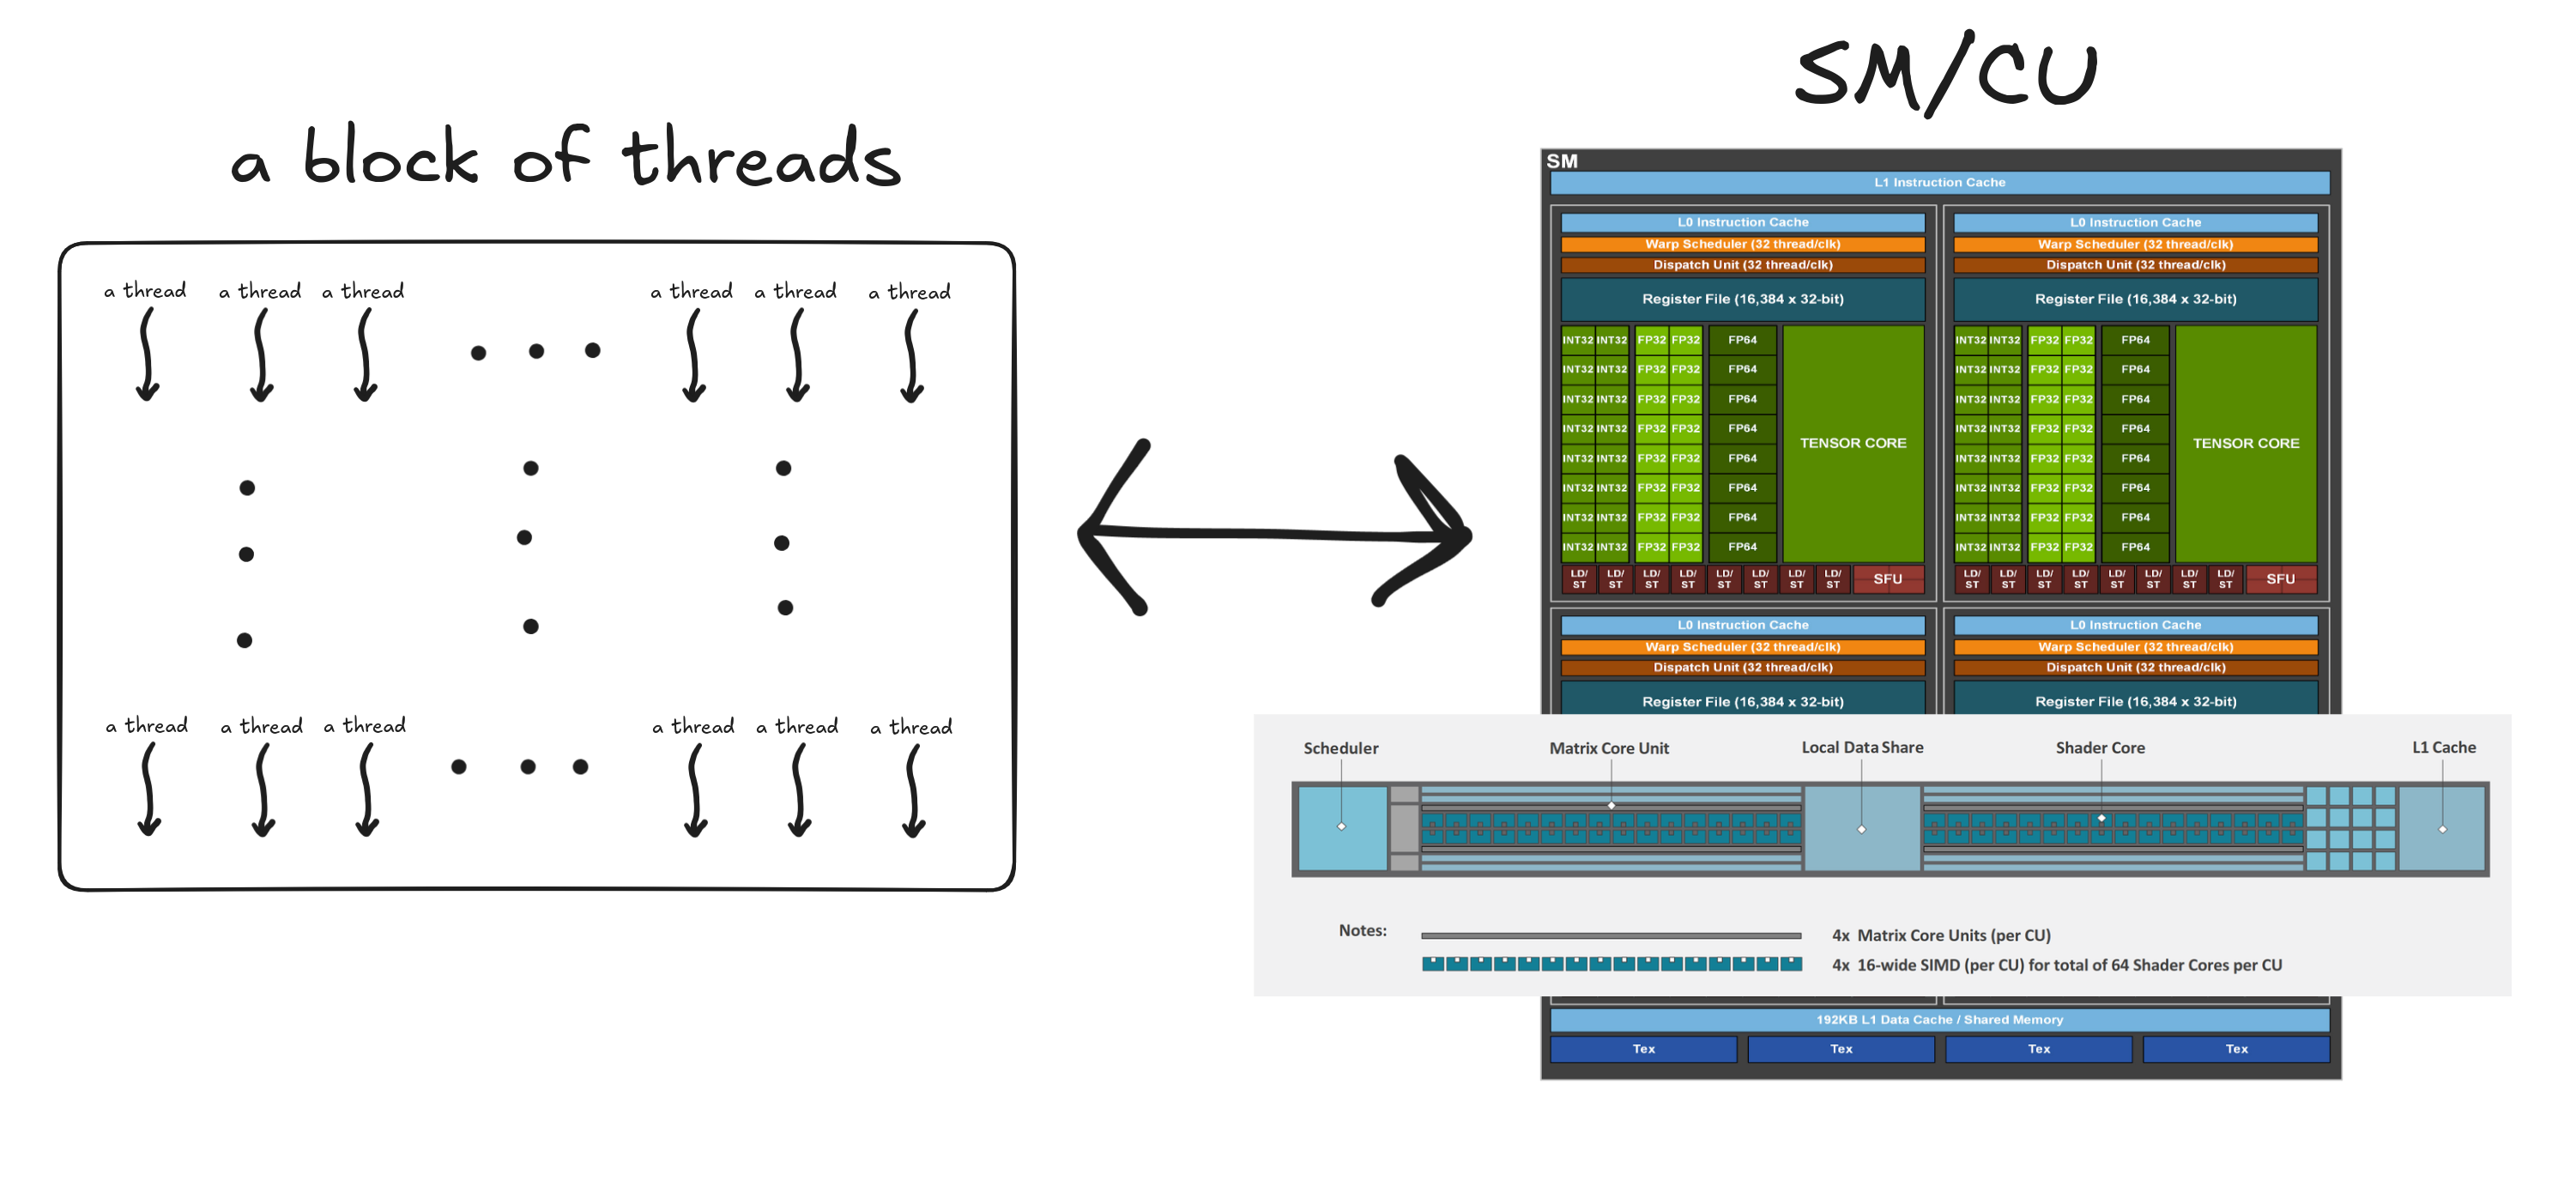 SM/CU
a block of threads
a thread a thread a thread a thread a thread a thread
a thread a thread a thread a thread a thread a thread
SM
L1 Instruction Cache
L0 Instruction Cache L0 Instruction Cache
Warp Scheduler (32 thread/clk) Warp Scheduler (32 thread/clk)
Dispatch Unit (32 thread/clk) Dispatch Unit (32 thread/clk)
Register File (16,384 x 32-bit) Register File (16,384 x 32-bit)
INT32 INT32 FP32 FP32 FP64 INT32 INT32 FP32 FP32 FP64
INT32 INT32 FP32 FP32 FP64 INT32 INT32 FP32 FP32 FP64
INT32 INT32 FP32 FP32 FP64 INT32 INT32 FP32 FP32 FP64
INT32 INT32 FP32 FP32 FP64 INT32 INT32 FP32 FP32 FP64
TENSOR CORE TENSOR CORE
INT32 INT32 FP32 FP32 FP64 INT32 INT32 FP32 FP32 FP64
INT32 INT32 FP32 FP32 FP64 INT32 INT32 FP32 FP32 FP64
INT32 INT32 FP32 FP32 FP64 INT32 INT32 FP32 FP32 FP64
INT32 INT32 FP32 FP32 FP64 INT32 INT32 FP32 FP32 FP64
LD/ LD/ LD/ LD/ LD/ LD/ LD/ LD/ SFU LD/ LD/ LD/ LD/ LD/ LD/ LD/ LD/ SFU
ST ST ST ST ST ST ST ST ST ST ST ST ST ST ST ST
L0 Instruction Cache L0 Instruction Cache
Warp Scheduler (32 thread/clk) Warp Scheduler (32 thread/clk)
Dispatch Unit (32 thread/clk) Dispatch Unit (32 thread/clk)
Register File (16,384 x 32-bit) Register File (16,384 x 32-bit)
Scheduler Matrix Core Unit Local Data Share Shader Core L1 Cache
Notes:
4x Matrix Core Units (per CU)
4x 16-wide SIMD (per CU) for total of 64 Shader Cores per CU
192KB L1 Data Cache / Shared Memory
Tex Tex Tex Tex